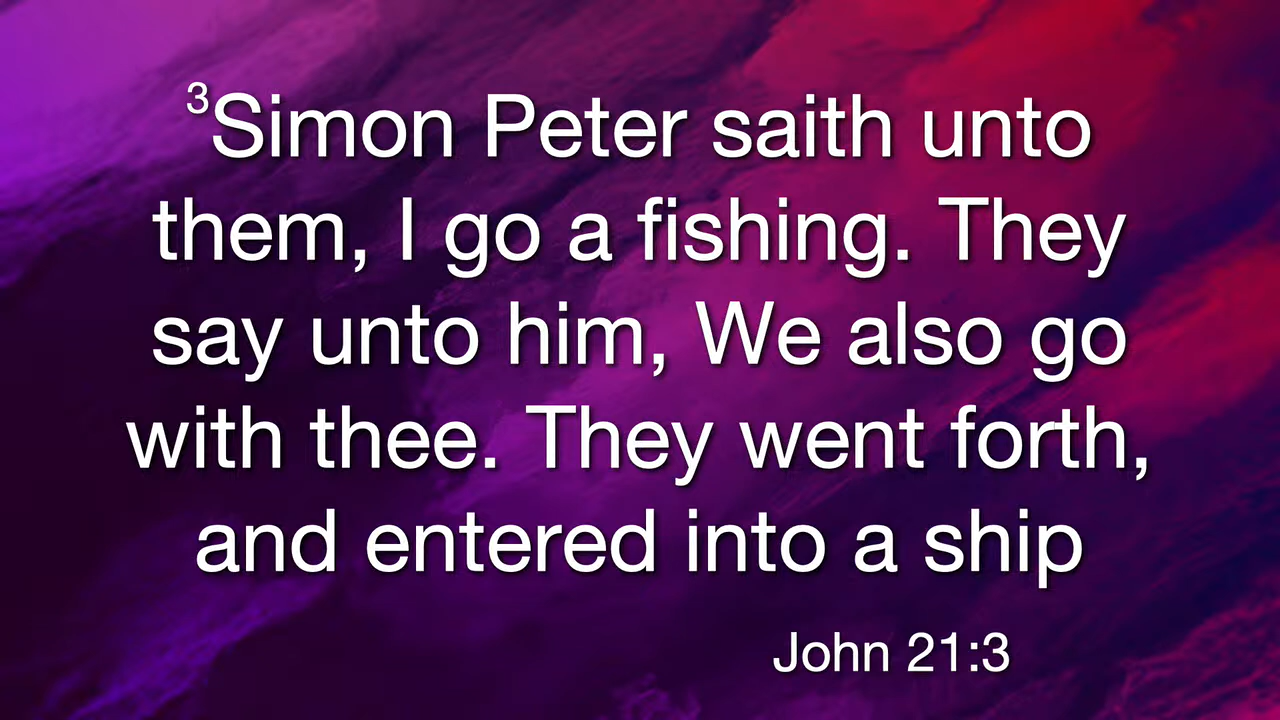 ³Simon Peter saith unto
them, I go a fishing. They
say unto him, We also go
with thee. They went forth,
and entered into a ship
John 21:3